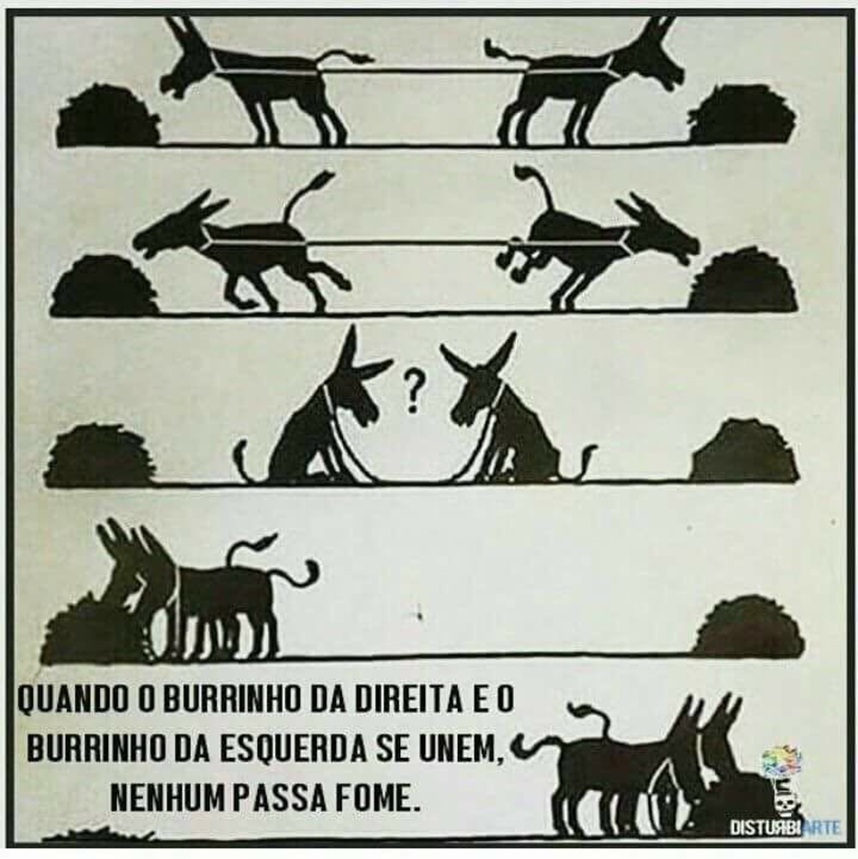 ?
QUANDO O BURRINHO DA DIREITA E O
BURRINHO DA ESQUERDA SE UNEM,
NENHUM PASSA FOME.
DISTURBIARTE